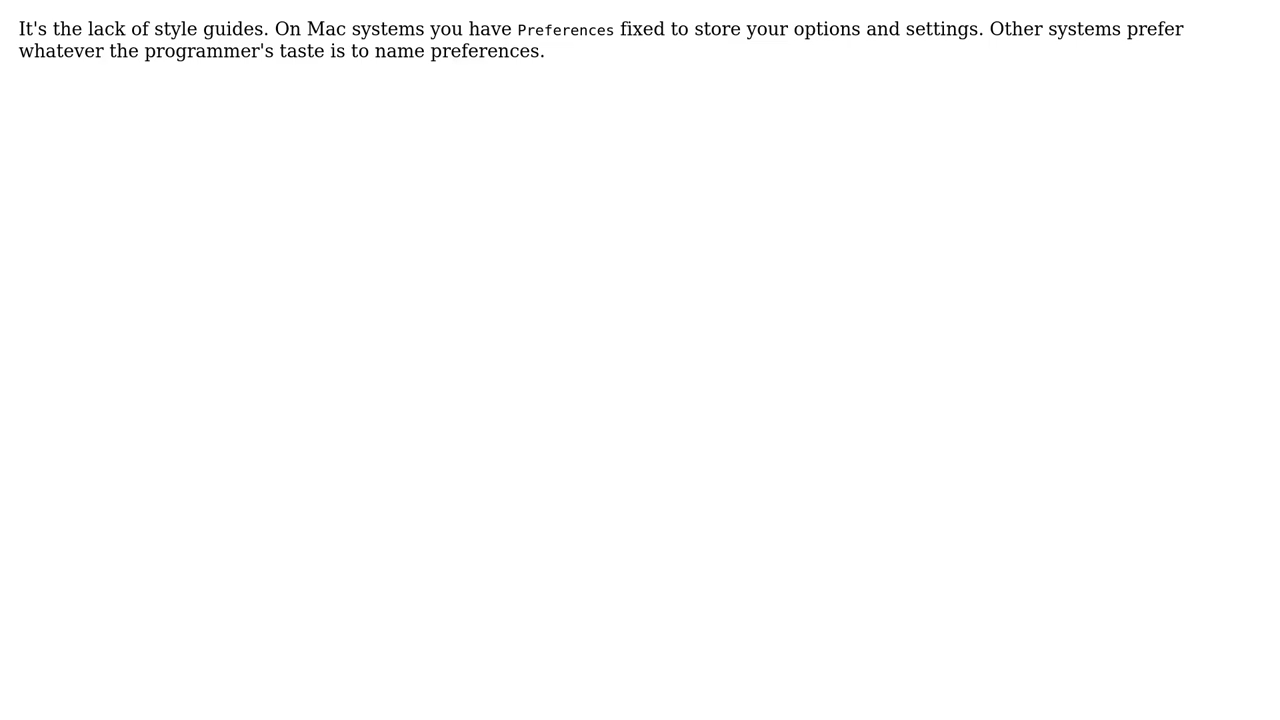 It's the lack of style guides. On Mac systems you have Preferences fixed to store your options and settings. Other systems prefer
whatever the programmer's taste is to name preferences.